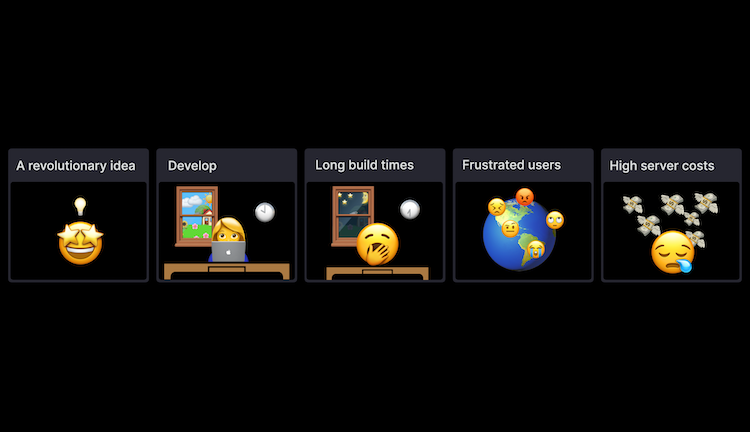 A revolutionary idea
Develop
Long build times
Frustrated users
High server costs